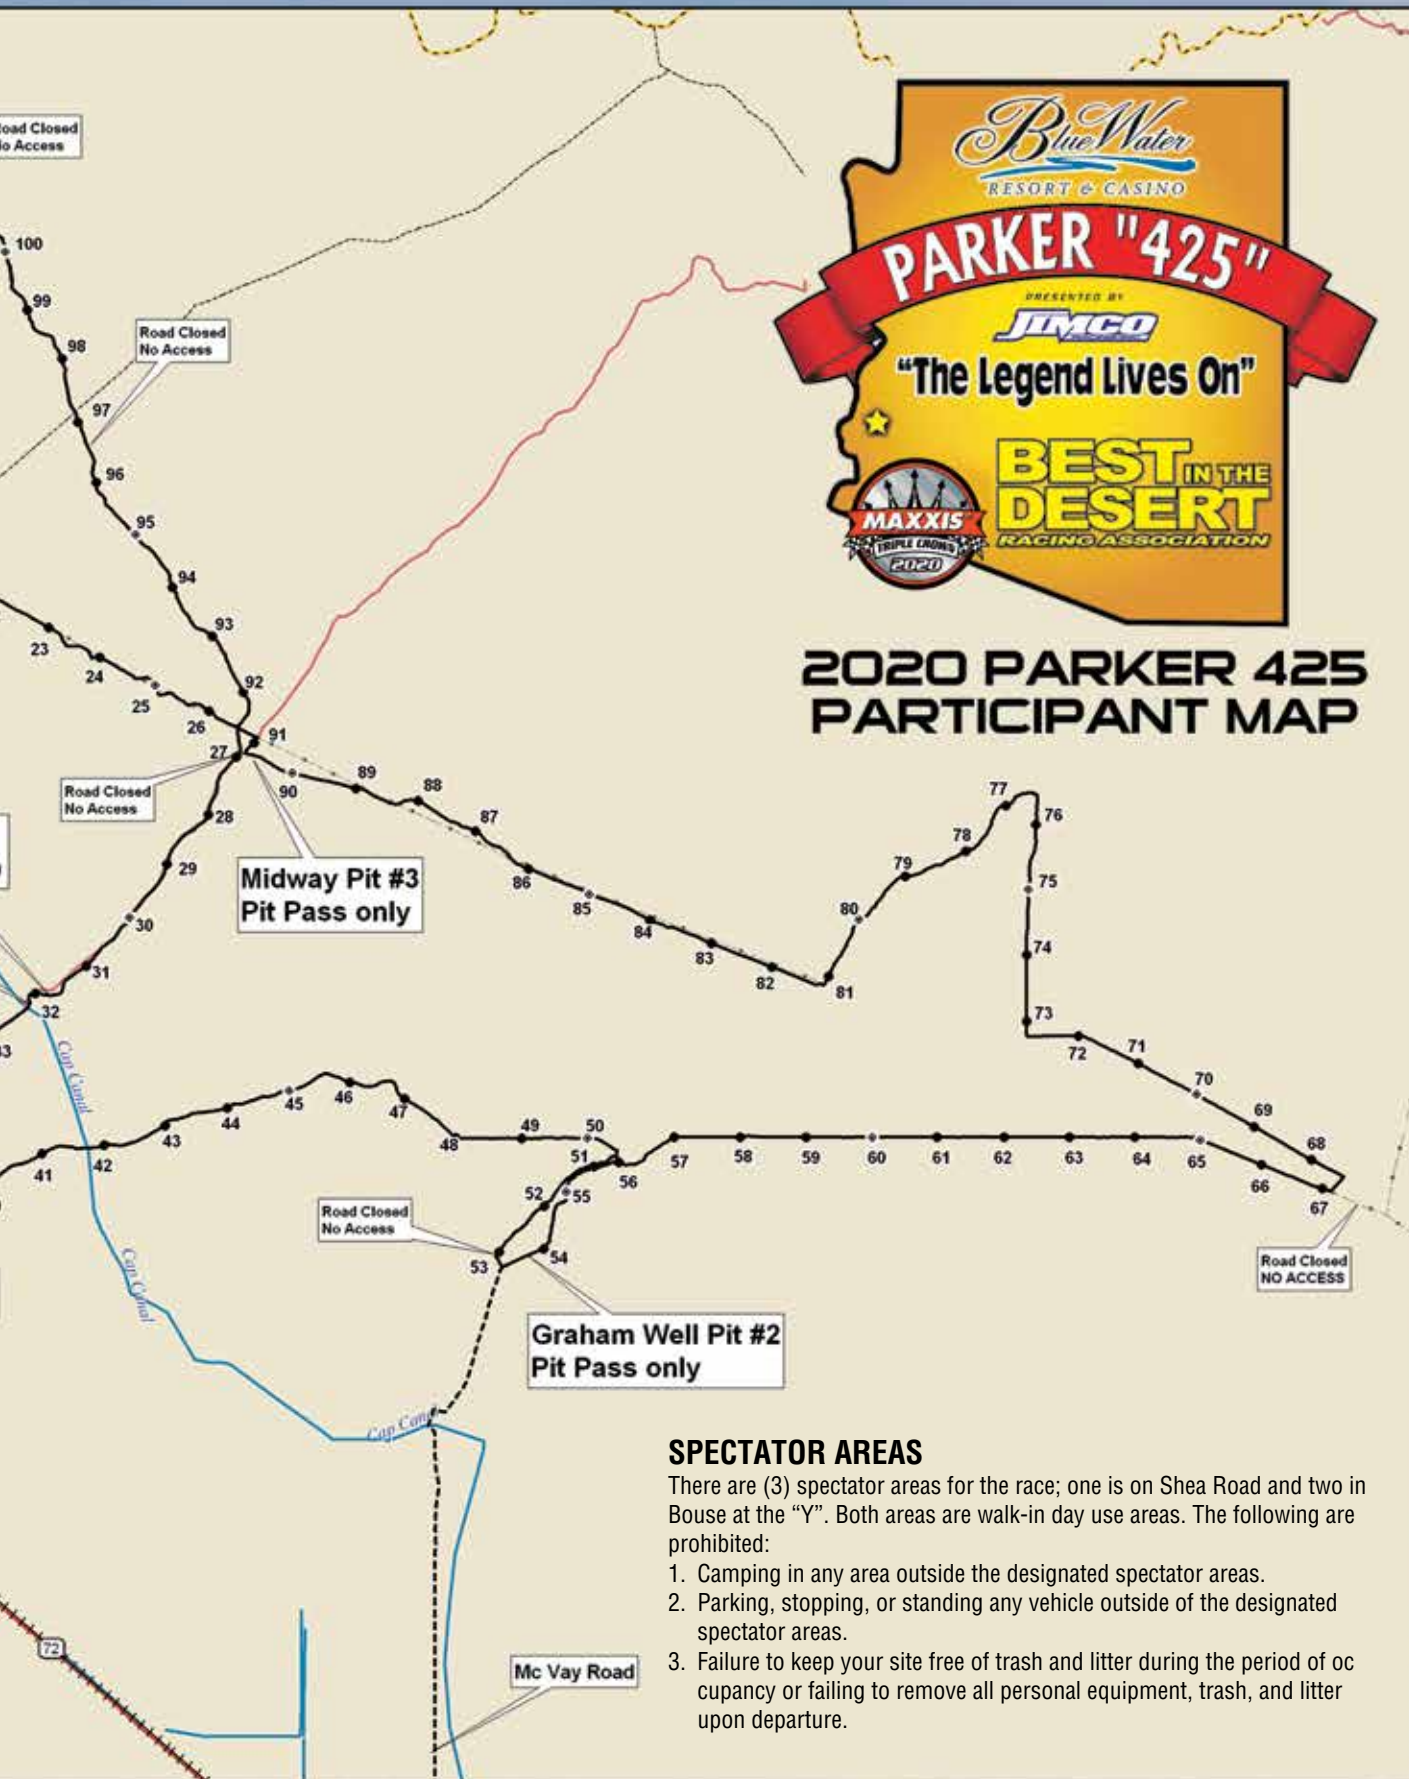 oad Closed
o Access
100
99
98
Road Closed
No Access
97
96
95
94
93
92
91
23
24
25
26
27
Road Closed
No Access
28
29
30
31
32
Midway Pit #3
Pit Pass only
90
89
88
87
86
85
84
83
82
81
80
79
78
77
76
75
74
73
72
71
70
69
68
67
66
65
64
63
62
61
60
59
58
57
56
55
54
53
52
51
50
49
48
47
46
45
44
43
42
41
Cap Canal
Cap Canal
Road Closed
No Access
Road Closed
NO ACCESS
Graham Well Pit #2
Pit Pass only
Cap Canal
72
Mc Vay Road
BlueWater
RESORT & CASINO
PARKER "425"
PRESENTED BY
JIMCO
"The Legend Lives On"
BEST IN THE
DESERT
RACING ASSOCIATION
MAXXIS
TRIPLE CROWN
2020
2020 PARKER 425
PARTICIPANT MAP
SPECTATOR AREAS
There are (3) spectator areas for the race; one is on Shea Road and two in
Bouse at the “Y”. Both areas are walk-in day use areas. The following are
prohibited:
1. Camping in any area outside the designated spectator areas.
2. Parking, stopping, or standing any vehicle outside of the designated
spectator areas.
3. Failure to keep your site free of trash and litter during the period of oc
cupancy or failing to remove all personal equipment, trash, and litter
upon departure.